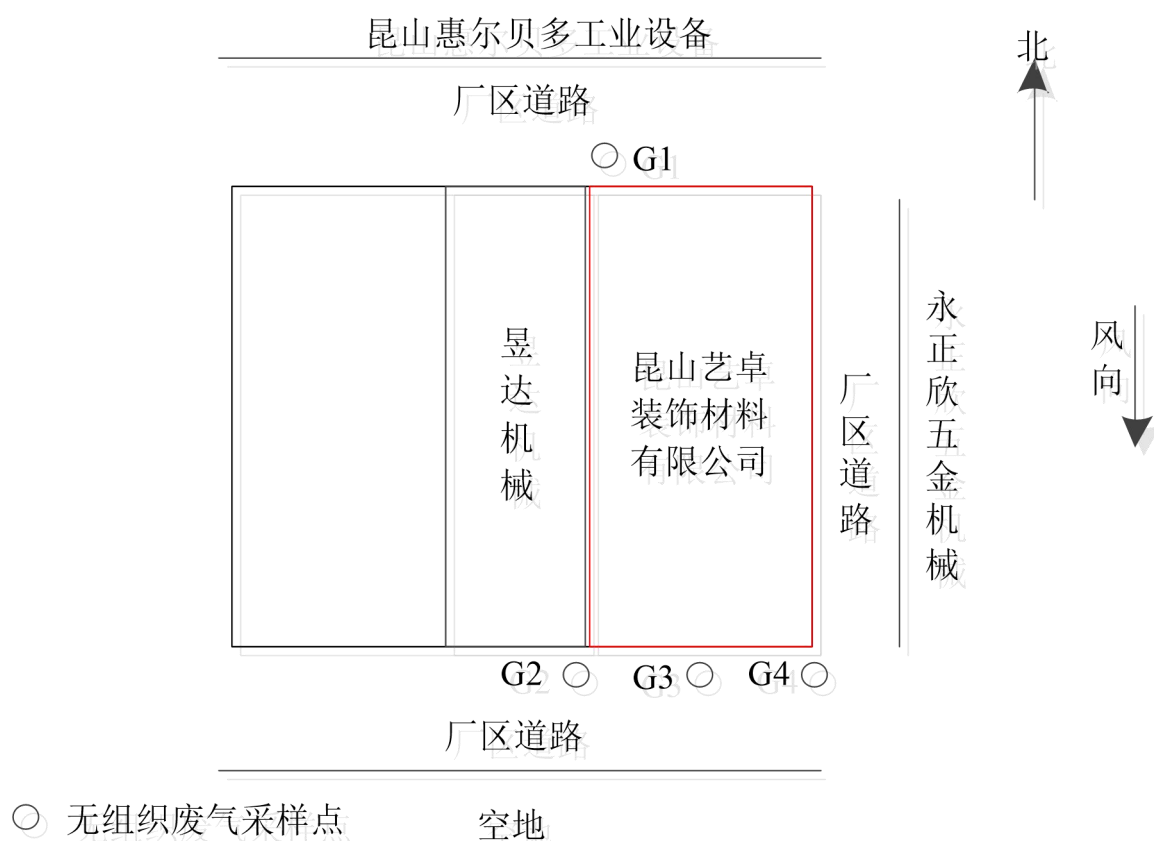 昆山惠尔贝多工业设备
北
厂区道路
G1
昱达机械
昆山艺卓
装饰材料
有限公司
厂区道路
永正欣五金机械
风向
G2
G3
G4
厂区道路
无组织废气采样点
空地